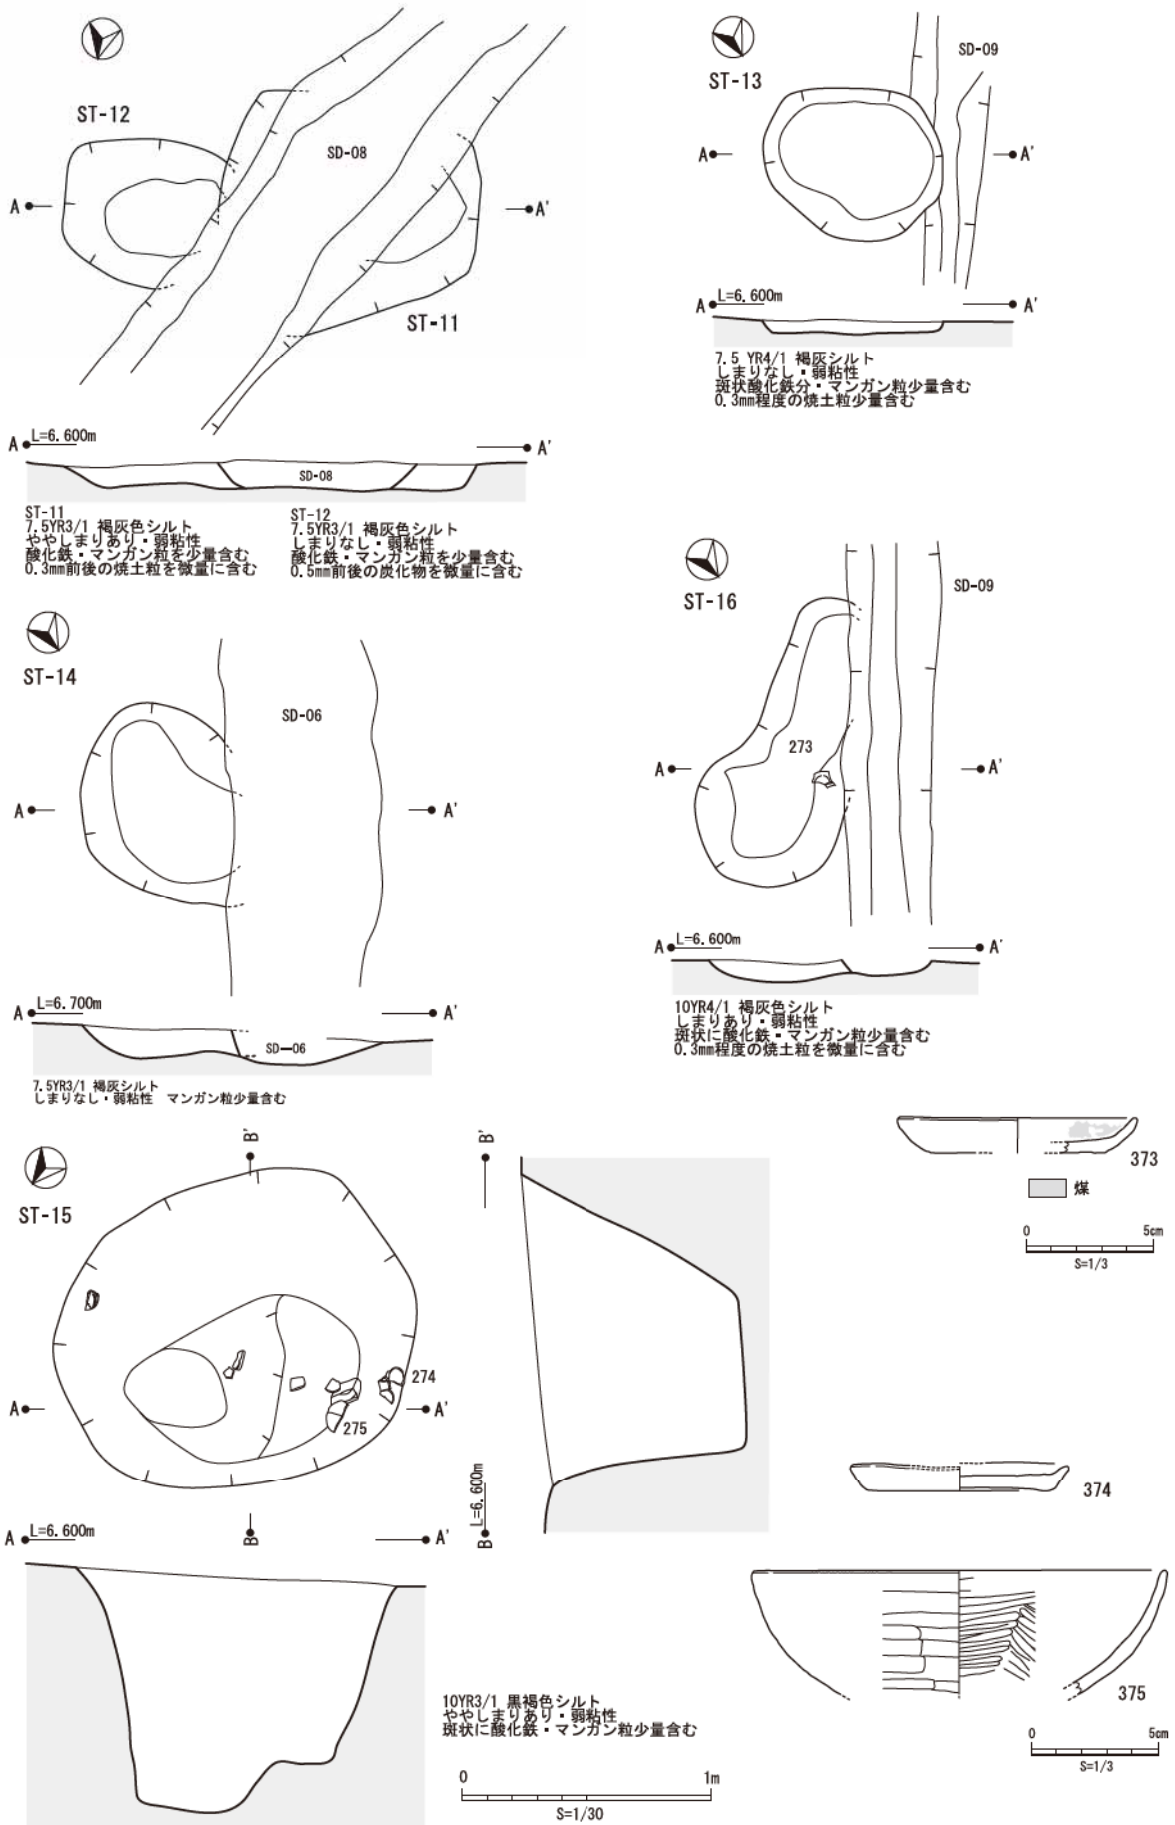 ST-12
SD-08
A
A'
ST-11
A
L=6.600m
A'
SD-08
ST-11
7.5YR3/1 褐灰色シルト
ややしまりあり・弱粘性
酸化鉄・マンガン粒を少量含む
0.3mm前後の焼土粒を微量に含む
ST-12
7.5YR3/1 褐灰色シルト
しまりなし・弱粘性
酸化鉄・マンガン粒を少量含む
0.5mm前後の炭化物を微量に含む
ST-13
SD-09
A
A'
A
L=6.600m
A'
7.5 YR4/1 褐灰シルト
しまりなし・弱粘性
斑状酸化鉄分・マンガン粒少量含む
0.3mm程度の焼土粒少量含む
ST-14
SD-06
A
A'
A
L=6.700m
A'
SD-06
7.5YR3/1 褐灰シルト
しまりなし・弱粘性 マンガン粒少量含む
ST-16
SD-09
273
A
A'
A
L=6.600m
A'
10YR4/1 褐灰色シルト
しまりあり・弱粘性
斑状に酸化鉄・マンガン粒少量含む
0.3mm程度の焼土粒を微量に含む
ST-15
B'
274
275
A
A'
B
B'
L=6.600m
B
A
L=6.600m
A'
10YR3/1 黒褐色シルト
ややしまりあり・弱粘性
斑状に酸化鉄・マンガン粒少量含む
0
1m
S=1/30
373
煤
0
5cm
S=1/3
374
375
0
5cm
S=1/3